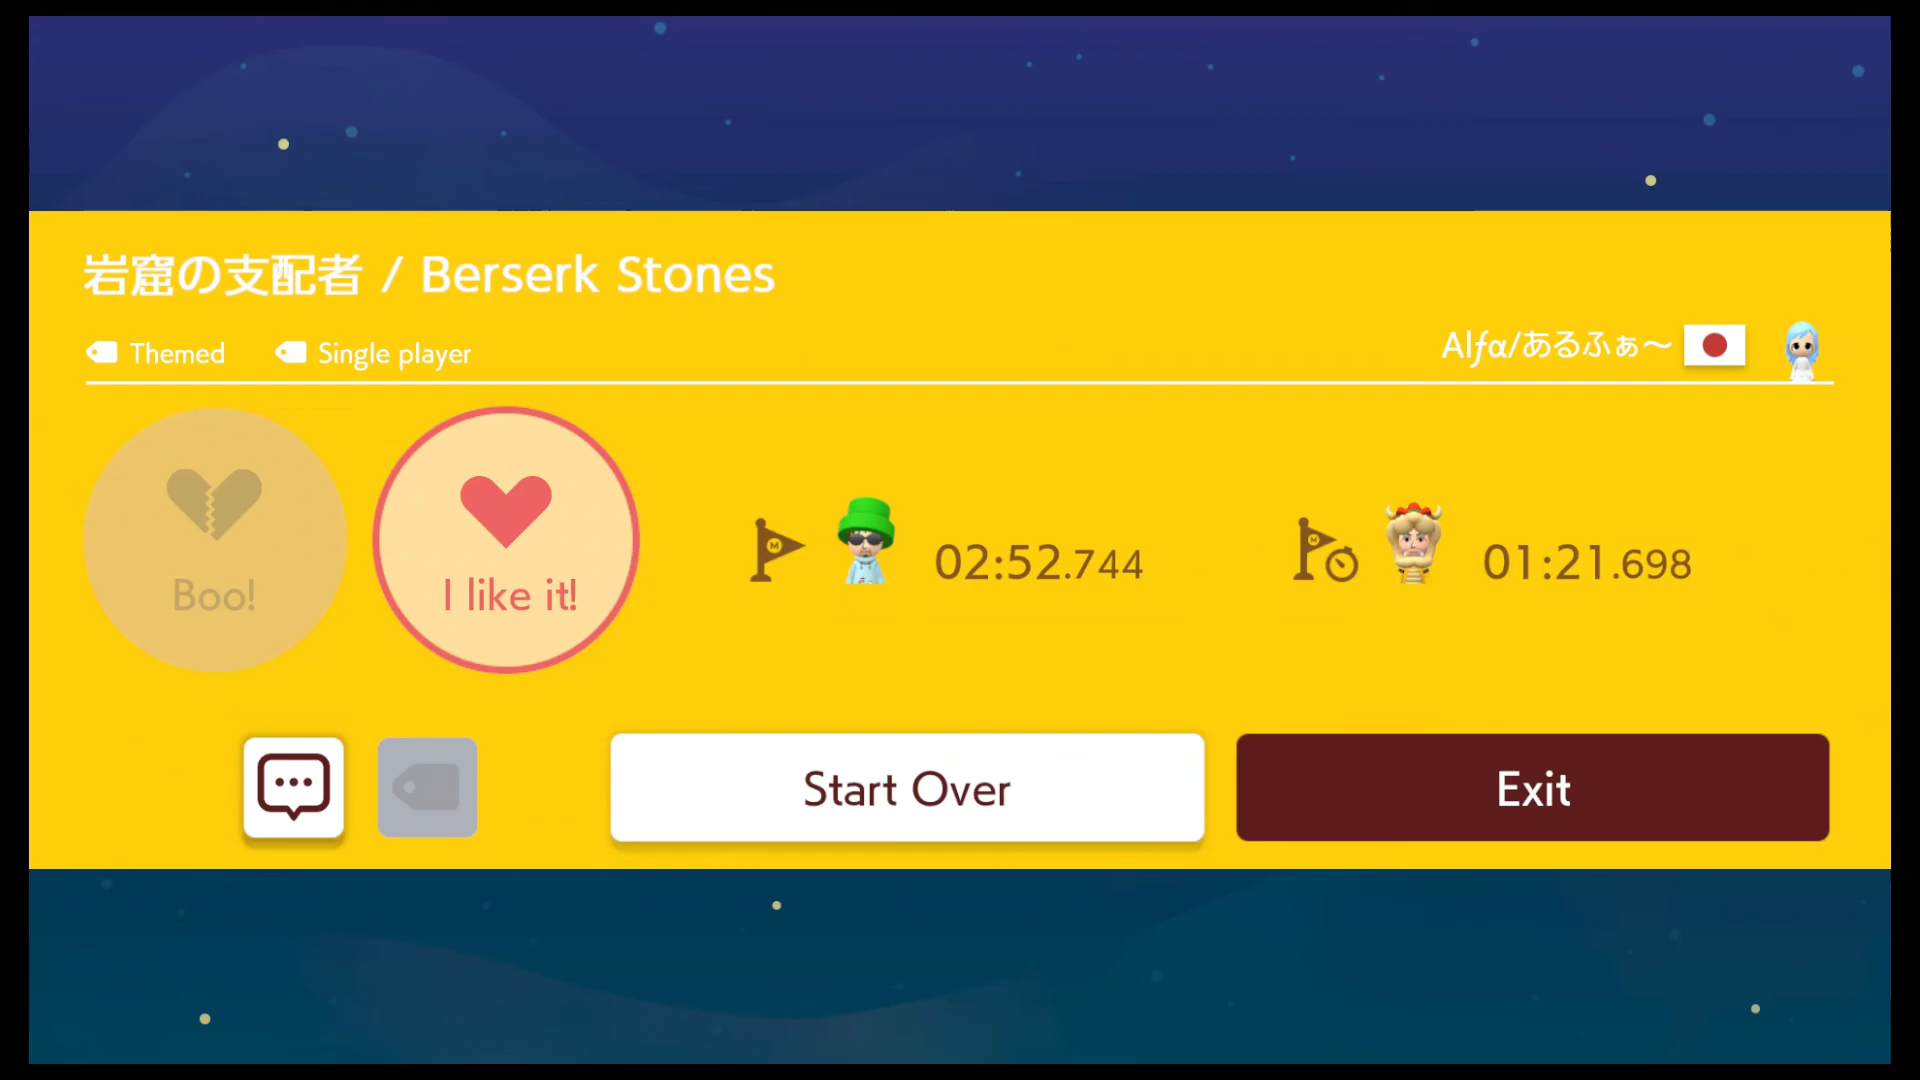 岩窟の支配者 / Berserk Stones
Themed
Single player
Alƒα/あるふぁ～
Boo!
I like it!
M
02:52.744
M
01:21.698
Start Over
Exit